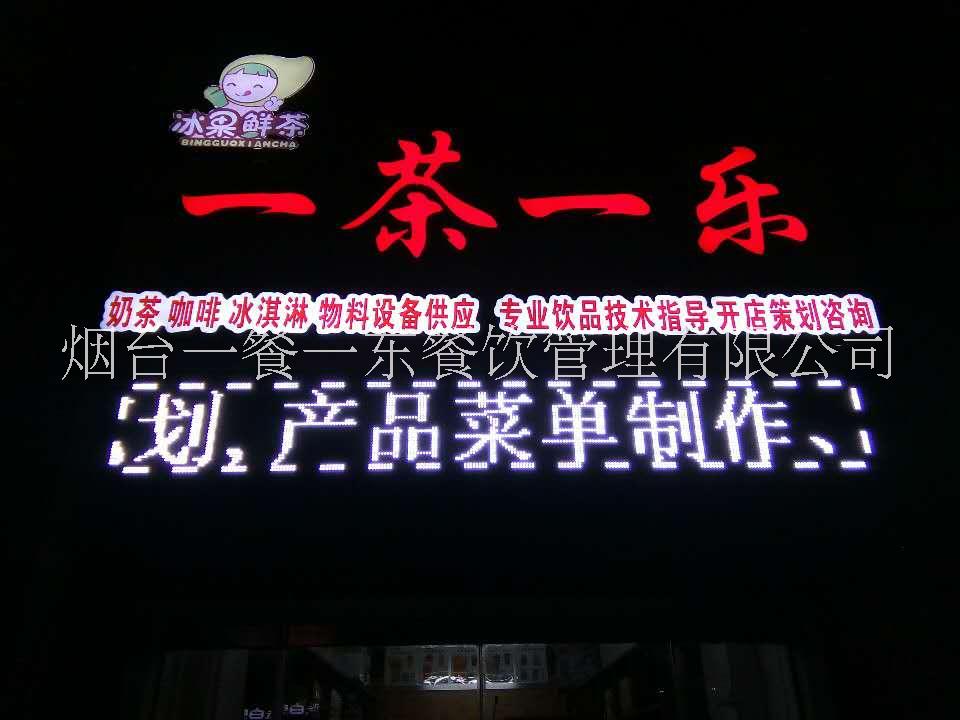 冰果鲜茶
BINGGUOXIANCHA
一茶一乐
奶茶 咖啡 冰淇淋 物料设备供应 专业饮品技术指导 开店策划咨询
烟台一餐一东餐饮管理有限公司
划,产品菜单制作、